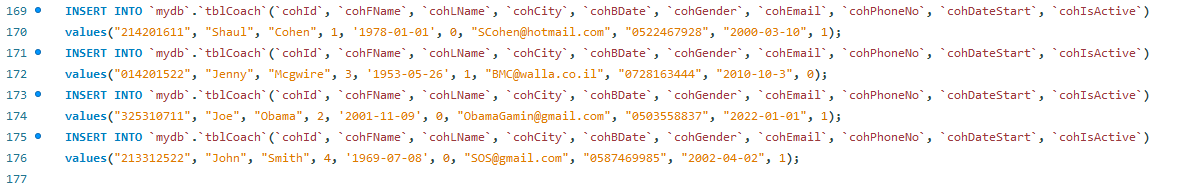 169 INSERT INTO `mydb`.`tblCoach`(`cohId`, `cohFName`, `cohLName`, `cohCity`, `cohBDate`, `cohGender`, `cohEmail`, `cohPhoneNo`, `cohDateStart`, `cohIsActive`)
170 values("214201611", "Shaul", "Cohen", 1, '1978-01-01', 0, "SCohen@hotmail.com", "0522467928", "2000-03-10", 1);
171 INSERT INTO `mydb`.`tblCoach`(`cohId`, `cohFName`, `cohLName`, `cohCity`, `cohBDate`, `cohGender`, `cohEmail`, `cohPhoneNo`, `cohDateStart`, `cohIsActive`)
172 values("014201522", "Jenny", "Mcgwire", 3, '1953-05-26', 1, "BMC@walla.co.il", "0728163444", "2010-10-3", 0);
173 INSERT INTO `mydb`.`tblCoach`(`cohId`, `cohFName`, `cohLName`, `cohCity`, `cohBDate`, `cohGender`, `cohEmail`, `cohPhoneNo`, `cohDateStart`, `cohIsActive`)
174 values("325310711", "Joe", "Obama", 2, '2001-11-09', 0, "ObamaGamin@gmail.com", "0503558837", "2022-01-01", 1);
175 INSERT INTO `mydb`.`tblCoach`(`cohId`, `cohFName`, `cohLName`, `cohCity`, `cohBDate`, `cohGender`, `cohEmail`, `cohPhoneNo`, `cohDateStart`, `cohIsActive`)
176 values("213312522", "John", "Smith", 4, '1969-07-08', 0, "SOS@gmail.com", "0587469985", "2002-04-02", 1);
177